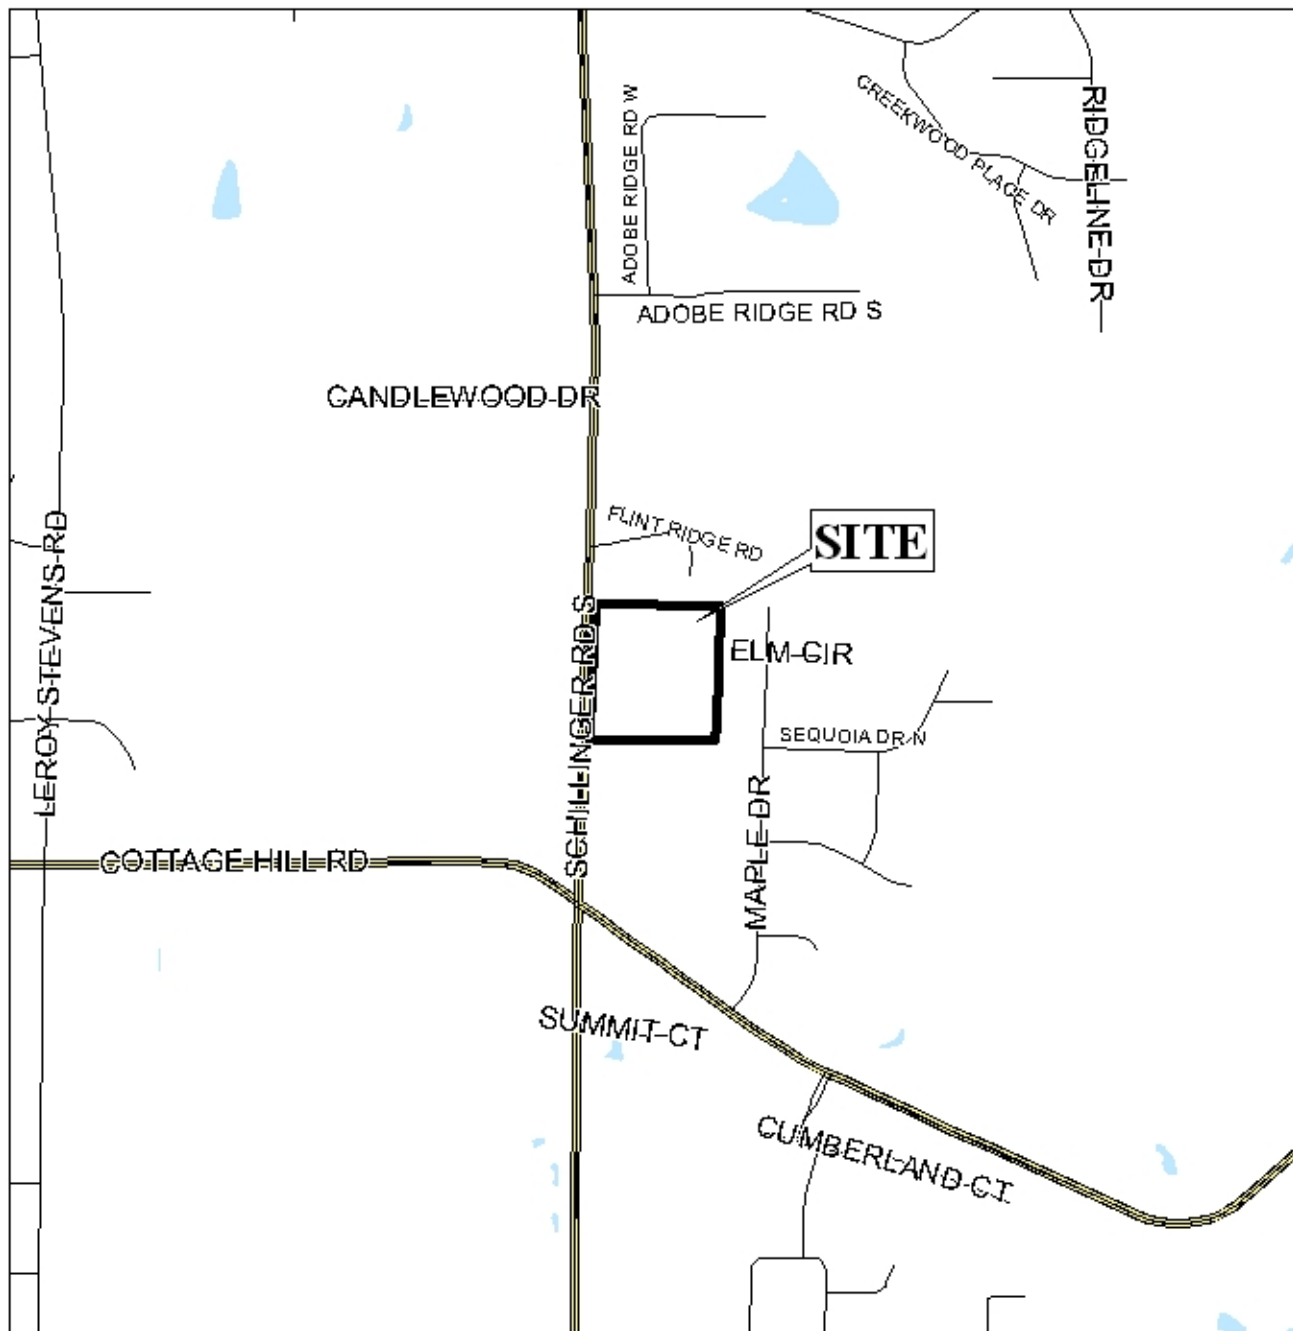 ADOBE RIDGE RD W
CREEKWOOD PLACE DR
RIDGELINE DR
ADOBE RIDGE RD S
CANDLEWOOD DR
FLINT RIDGE RD
SITE
LEROY STEVENS RD
SCHILLINGER RD S
ELM CIR
SEQUOIA DR N
MAPLE DR
COTTAGE HILL RD
SUMMIT CT
CUMBERLAND CT